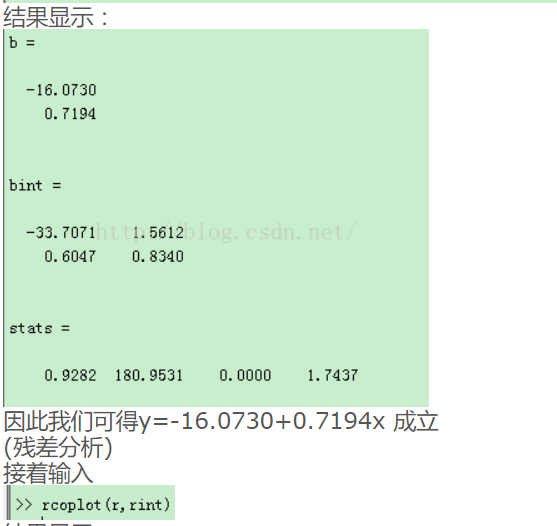 结果显示：
b =
-16.0730
0.7194
bint =
-33.7071 1.5612
0.6047 0.8340
http://blog.csdn.net/
stats =
0.9282 180.9531 0.0000 1.7437
因此我们可得y=-16.0730+0.7194x 成立
(残差分析)
接着输入
>> rcoplot(r,rint)